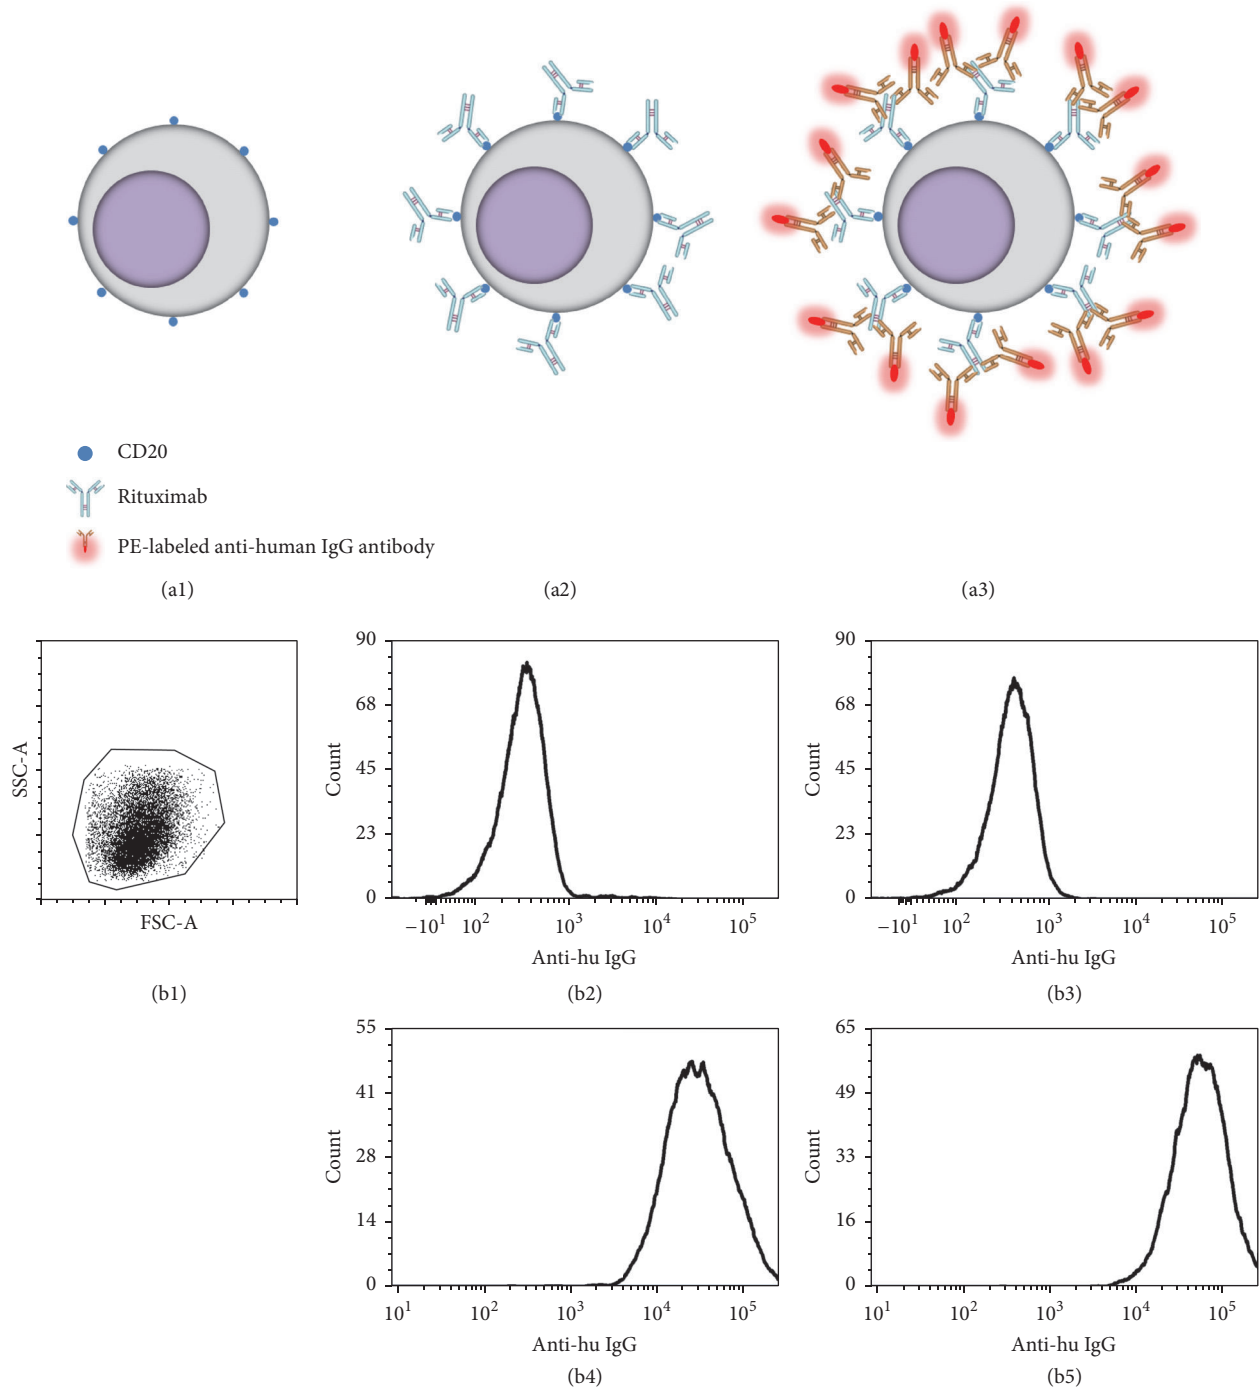 CD20
Rituximab
PE-labeled anti-human IgG antibody
(a1)
(a2)
(a3)
SSC-A
FSC-A
(b1)
90
68
45
23
0
Count
−10¹ 10² 10³ 10⁴ 10⁵
Anti-hu IgG
(b2)
90
68
45
23
0
Count
−10¹ 10² 10³ 10⁴ 10⁵
Anti-hu IgG
(b3)
55
41
28
14
0
Count
10¹ 10² 10³ 10⁴ 10⁵
Anti-hu IgG
(b4)
65
49
33
16
0
Count
10¹ 10² 10³ 10⁴ 10⁵
Anti-hu IgG
(b5)